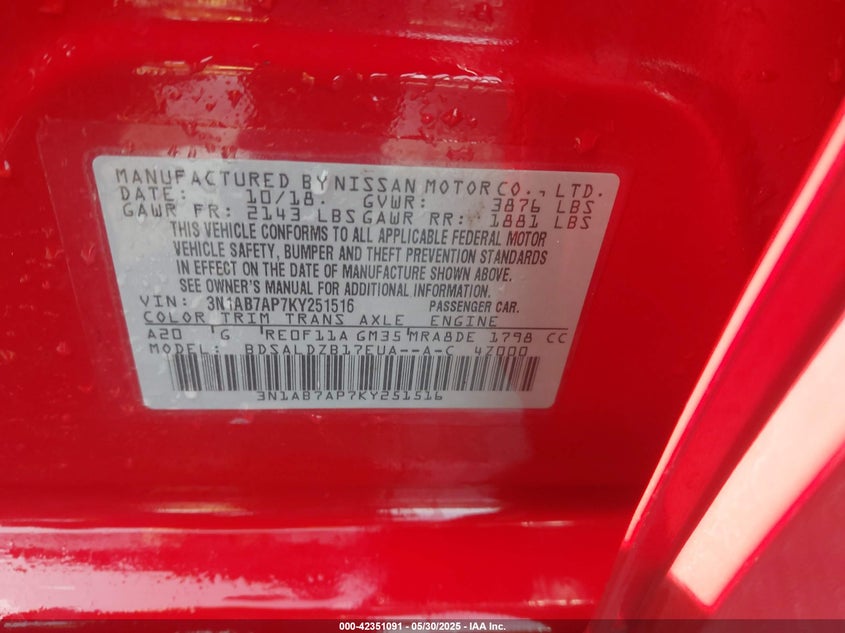 MANUFACTURED BY NISSAN MOTOR CO., LTD.
DATE: 10/18. GVWR: 3876 LBS
GAWR FR: 2143 LBS GAWR RR: 1881 LBS
THIS VEHICLE CONFORMS TO ALL APPLICABLE FEDERAL MOTOR
VEHICLE SAFETY, BUMPER AND THEFT PREVENTION STANDARDS
IN EFFECT ON THE DATE OF MANUFACTURE SHOWN ABOVE.
SEE OWNER'S MANUAL FOR ADDITIONAL INFORMATION.
VIN: 3N1AB7AP7KY251516 PASSENGER CAR.
COLOR TRIM TRANS AXLE ENGINE
A20 G RE0F11A GM35 MRA8DE 1798 CC
MODEL: BDSALDZB17EUA--A-C 4Z000
3N1AB7AP7KY251516
000-42351091 - 05/30/2025 - IAA Inc.